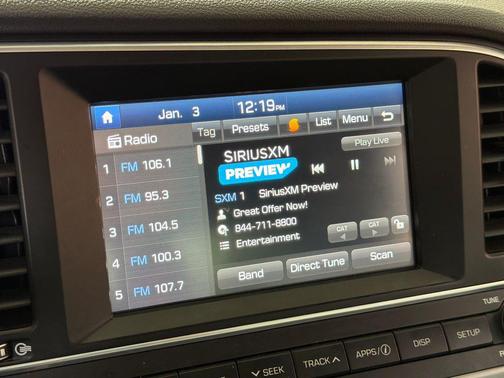 Jan. 3 12:19PM
Radio Tag Presets List Menu
SIRIUSXM
PREVIEW
Play Live
1 FM 106.1
2 FM 95.3
3 FM 104.5
4 FM 100.3
5 FM 107.7
SXM 1 SiriusXM Preview
Great Offer Now!
844-711-8800
Entertainment
CAT CAT
Band Direct Tune Scan
TUNE
SEEK TRACK APPS/i DISP SETUP